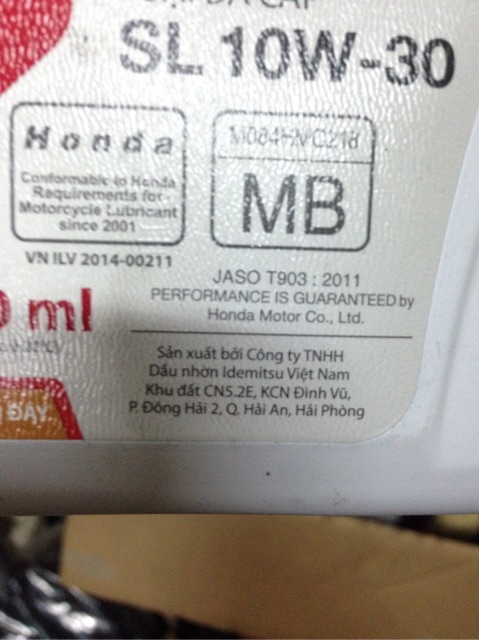 SL 10W-30
Honda
Conformable to Honda
Requirements for
Motorcycle Lubricant
since 2001
VN ILV 2014-00211
M084HVC218
MB
JASO T903 : 2011
PERFORMANCE IS GUARANTEED by
Honda Motor Co., Ltd.
ml
Sản xuất bởi Công ty TNHH
Dầu nhờn Idemitsu Việt Nam
Khu đất CN5.2E, KCN Đình Vũ,
P. Đông Hải 2, Q. Hải An, Hải Phòng
ĐÂY